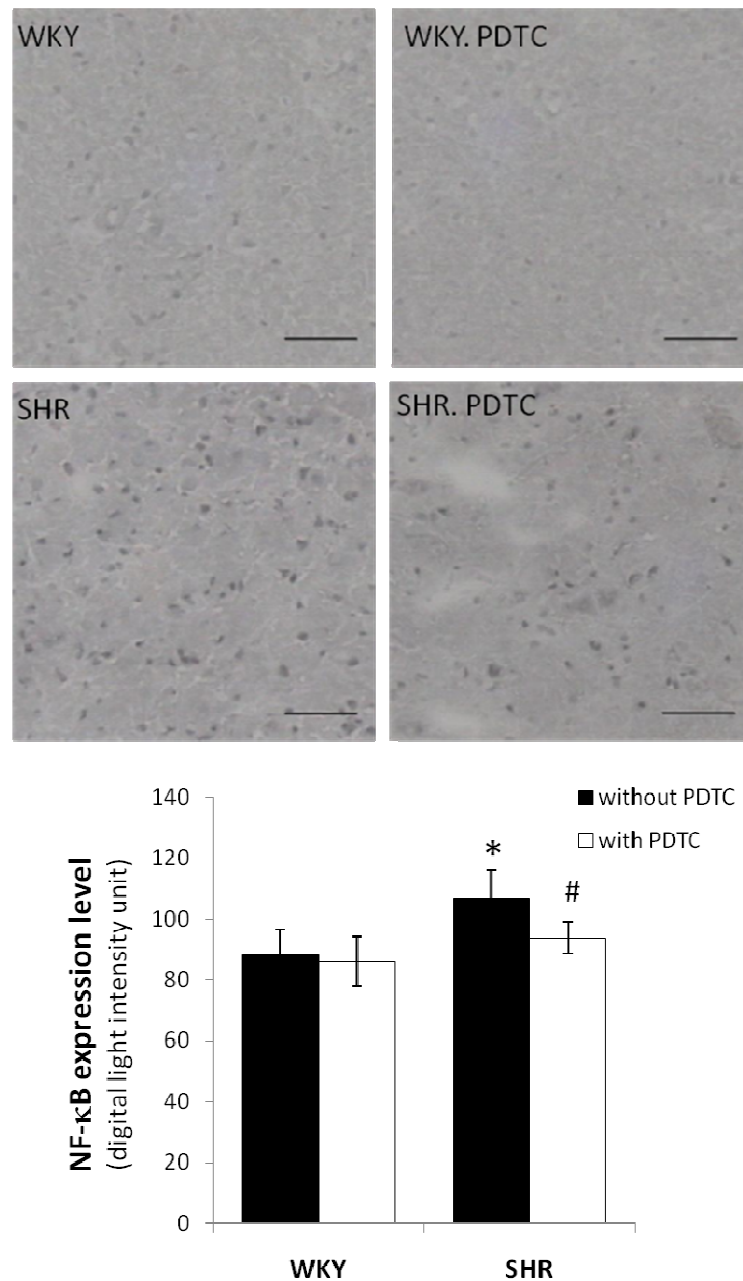 WKY
WKY. PDTC
SHR
SHR. PDTC
140
120
100
80
60
40
20
0
NF-κB expression level
(digital light intensity unit)
without PDTC
with PDTC
*
#
WKY
SHR